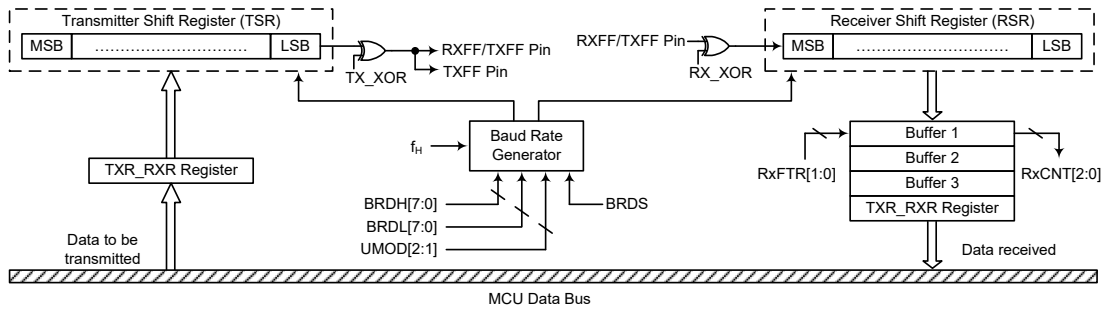 Transmitter Shift Register (TSR)
MSB ................................. LSB
TX_XOR
RXFF/TXFF Pin
TXFF Pin
RXFF/TXFF Pin
RX_XOR
Receiver Shift Register (RSR)
MSB ................................. LSB
Baud Rate
Generator
fH
BRDH[7:0]
BRDL[7:0]
UMOD[2:1]
BRDS
TXR_RXR Register
Data to be
transmitted
Buffer 1
Buffer 2
Buffer 3
TXR_RXR Register
RxFTR[1:0]
RxCNT[2:0]
Data received
MCU Data Bus